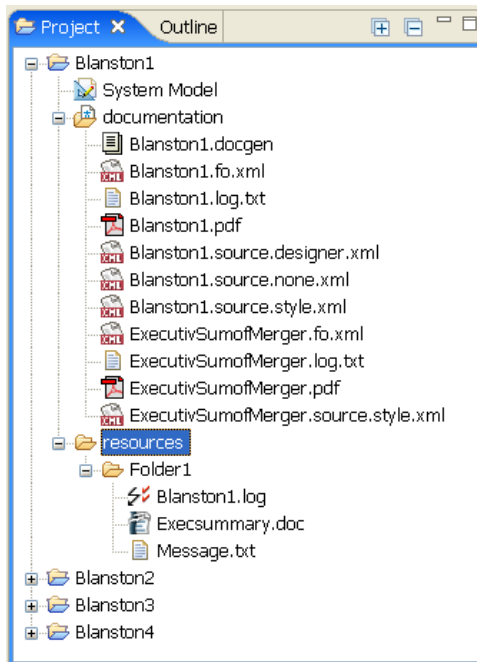 Project Outline
Blanston1
System Model
documentation
Blanston1.docgen
Blanston1.fo.xml
Blanston1.log.txt
Blanston1.pdf
Blanston1.source.designer.xml
Blanston1.source.none.xml
Blanston1.source.style.xml
ExecutivSumofMerger.fo.xml
ExecutivSumofMerger.log.txt
ExecutivSumofMerger.pdf
ExecutivSumofMerger.source.style.xml
resources
Folder1
Blanston1.log
Execsummary.doc
Message.txt
Blanston2
Blanston3
Blanston4